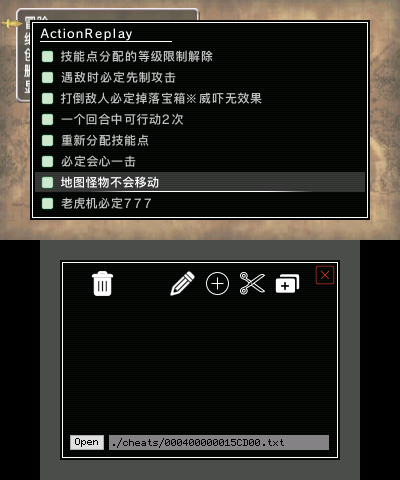 ActionReplay
技能点分配的等级限制解除
遇敌时必定先制攻击
打倒敌人必定掉落宝箱※威吓无效果
一个回合中可行动2次
重新分配技能点
必定会心一击
地图怪物不会移动
老虎机必定777
Open ./cheats/000400000015CD00.txt